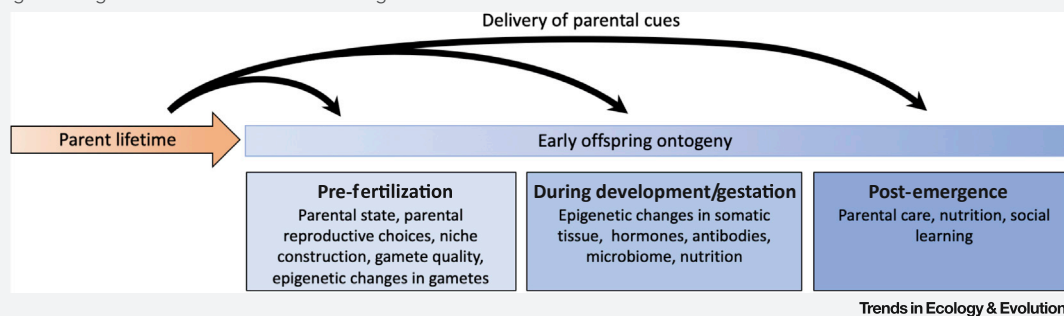 Delivery of parental cues
Parent lifetime
Early offspring ontogeny
Pre-fertilization
Parental state, parental
reproductive choices, niche
construction, gamete quality,
epigenetic changes in gametes
During development/gestation
Epigenetic changes in somatic
tissue, hormones, antibodies,
microbiome, nutrition
Post-emergence
Parental care, nutrition, social
learning
Trends in Ecology & Evolution